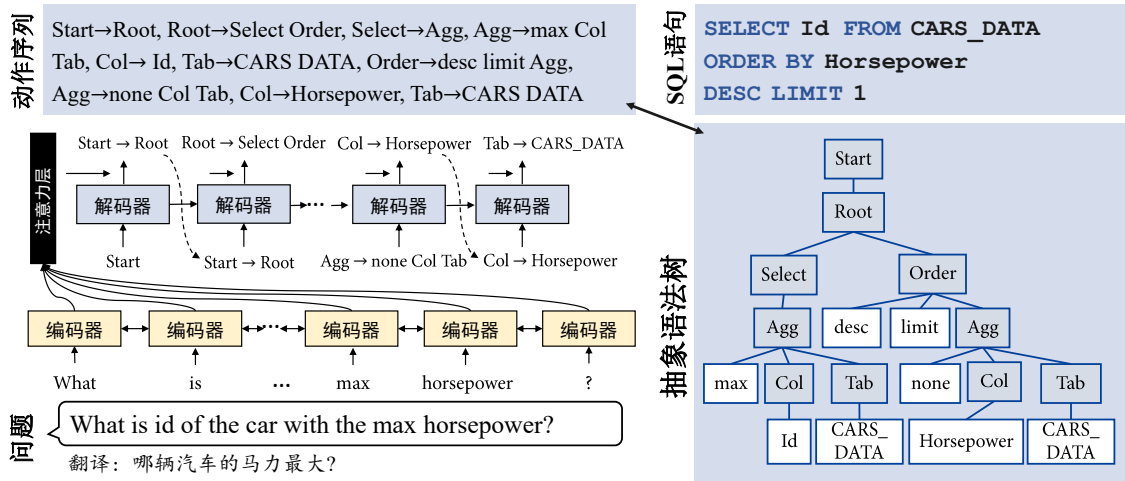 动作序列
Start→Root, Root→Select Order, Select→Agg, Agg→max Col
Tab, Col→ Id, Tab→CARS DATA, Order→desc limit Agg,
Agg→none Col Tab, Col→Horsepower, Tab→CARS DATA
SQL语句
SELECT Id FROM CARS_DATA
ORDER BY Horsepower
DESC LIMIT 1
注意力层
Start → Root
Root → Select Order
Col → Horsepower
Tab → CARS_DATA
解码器
解码器
...
解码器
解码器
Start
Start → Root
Agg → none Col Tab
Col → Horsepower
编码器
编码器
...
编码器
编码器
编码器
What
is
...
max
horsepower
?
问题
What is id of the car with the max horsepower?
翻译：哪辆汽车的马力最大?
抽象语法树
Start
Root
Select
Order
Agg
desc
limit
Agg
max
Col
Tab
none
Col
Tab
Id
CARS_
DATA
Horsepower
CARS_
DATA